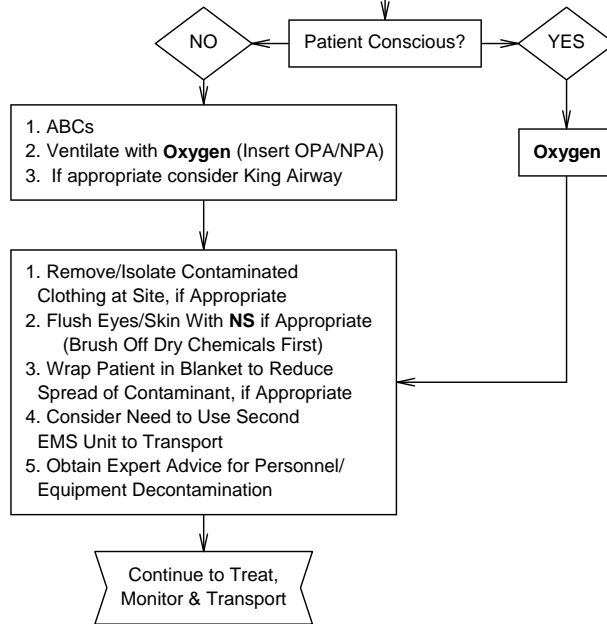 NO
Patient Conscious?
YES
1. ABCs
2. Ventilate with Oxygen (Insert OPA/NPA)
3. If appropriate consider King Airway
Oxygen
1. Remove/Isolate Contaminated
Clothing at Site, if Appropriate
2. Flush Eyes/Skin With NS if Appropriate
(Brush Off Dry Chemicals First)
3. Wrap Patient in Blanket to Reduce
Spread of Contaminant, if Appropriate
4. Consider Need to Use Second
EMS Unit to Transport
5. Obtain Expert Advice for Personnel/
Equipment Decontamination
Continue to Treat,
Monitor & Transport